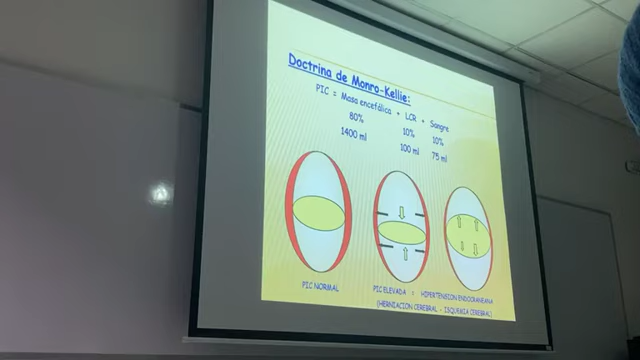 Doctrina de Monro-Kellie:
PIC = Masa encefálica + LCR + Sangre
80% 10% 10%
1400 ml 100 ml 75 ml
PIC NORMAL
PIC ELEVADA = HIPERTENSION ENDOCRANEANA
(HERNIACION CEREBRAL - ISQUEMIA CEREBRAL)